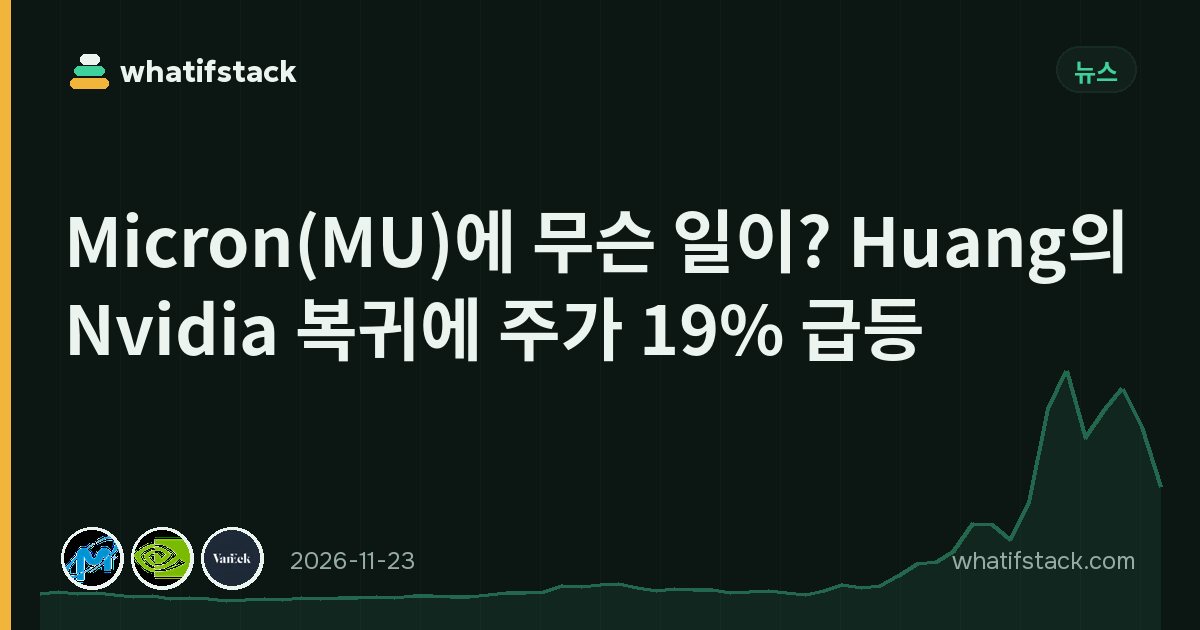 whatifstack
뉴스
Micron(MU)에 무슨 일이? Huang의
Nvidia 복귀에 주가 19% 급등
VanEck
2026-11-23
whatifstack.com